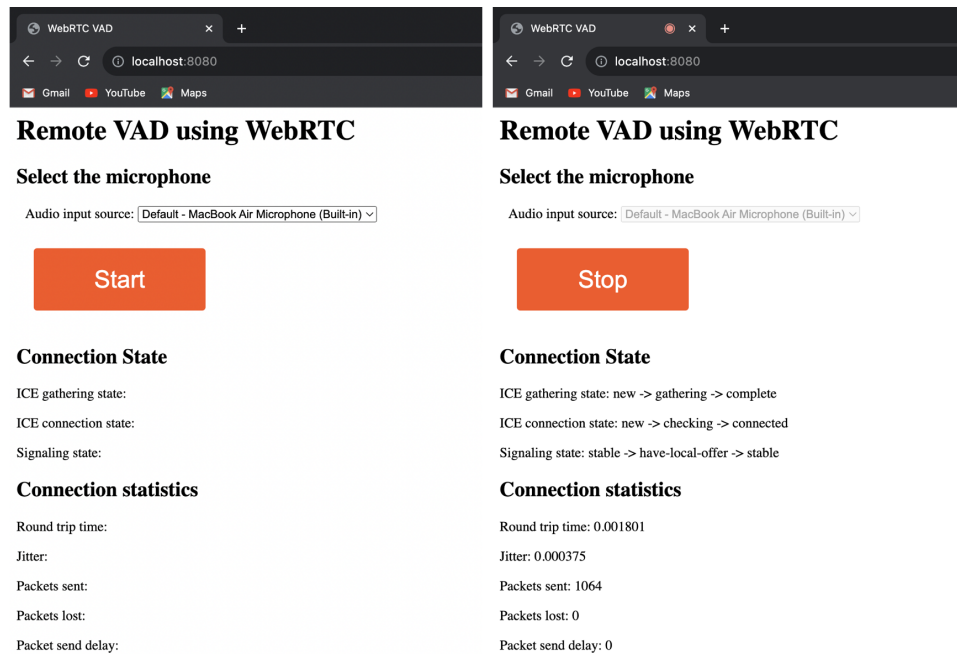 WebRTC VAD
localhost:8080
Gmail YouTube Maps
Remote VAD using WebRTC
Select the microphone
Audio input source: Default - MacBook Air Microphone (Built-in)
Start
Connection State
ICE gathering state:
ICE connection state:
Signaling state:
Connection statistics
Round trip time:
Jitter:
Packets sent:
Packets lost:
Packet send delay:
WebRTC VAD
localhost:8080
Gmail YouTube Maps
Remote VAD using WebRTC
Select the microphone
Audio input source: Default - MacBook Air Microphone (Built-in)
Stop
Connection State
ICE gathering state: new -> gathering -> complete
ICE connection state: new -> checking -> connected
Signaling state: stable -> have-local-offer -> stable
Connection statistics
Round trip time: 0.001801
Jitter: 0.000375
Packets sent: 1064
Packets lost: 0
Packet send delay: 0